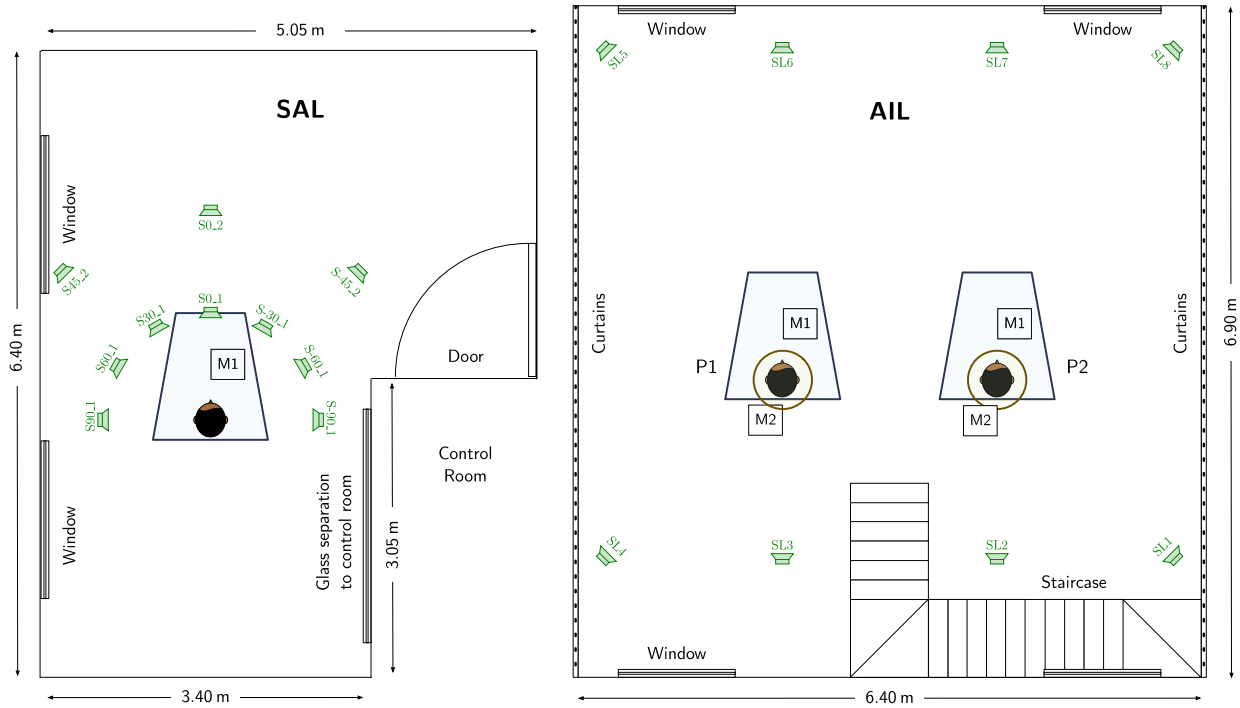 5.05 m
SAL
Window
S0_2
S45_2
S-45_2
S0_1
S30_1
S-30_1
S60_1
S-60_1
M1
S90_1
S-90_1
Door
6.40 m
Control
Room
Window
Glass separation
to control room
3.05 m
3.40 m
Window
Window
SL5
SL6
SL7
SL8
AIL
Curtains
Curtains
M1
M1
P1
P2
M2
M2
6.90 m
SL4
SL3
SL2
SL1
Staircase
Window
6.40 m